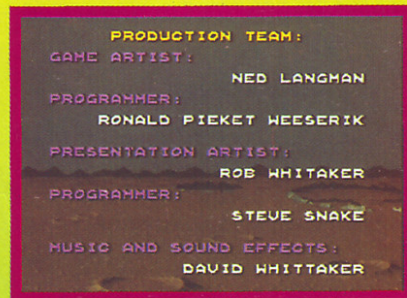 PRODUCTION TEAM:
GAME ARTIST:
NED LANGMAN
PROGRAMMER:
RONALD PIEKET WEESERIK
PRESENTATION ARTIST:
ROB WHITAKER
PROGRAMMER:
STEVE SNAKE
MUSIC AND SOUND EFFECTS:
DAVID WHITTAKER